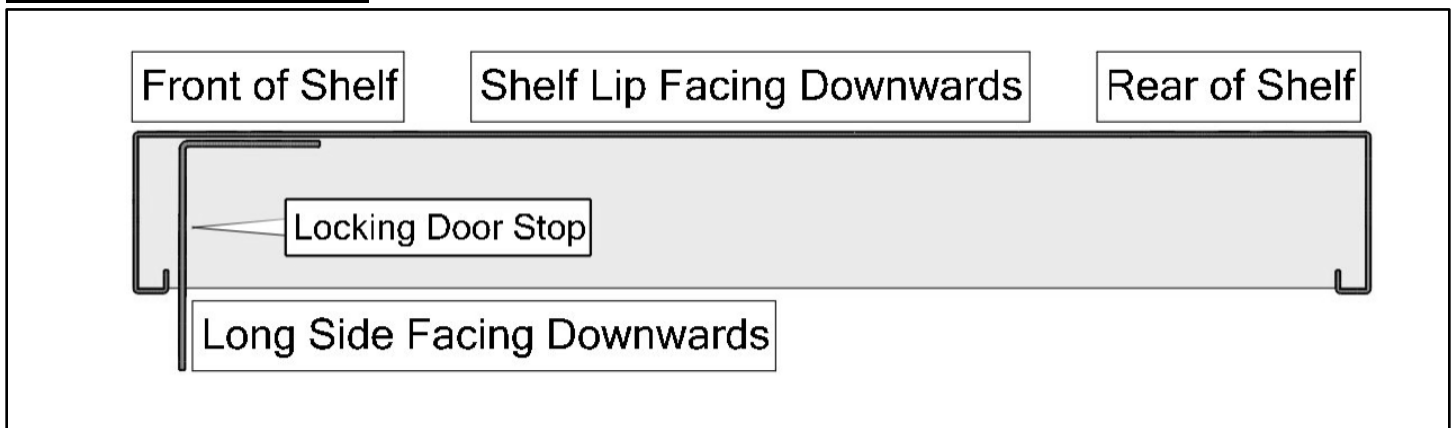 Front of Shelf
Shelf Lip Facing Downwards
Rear of Shelf
Locking Door Stop
Long Side Facing Downwards